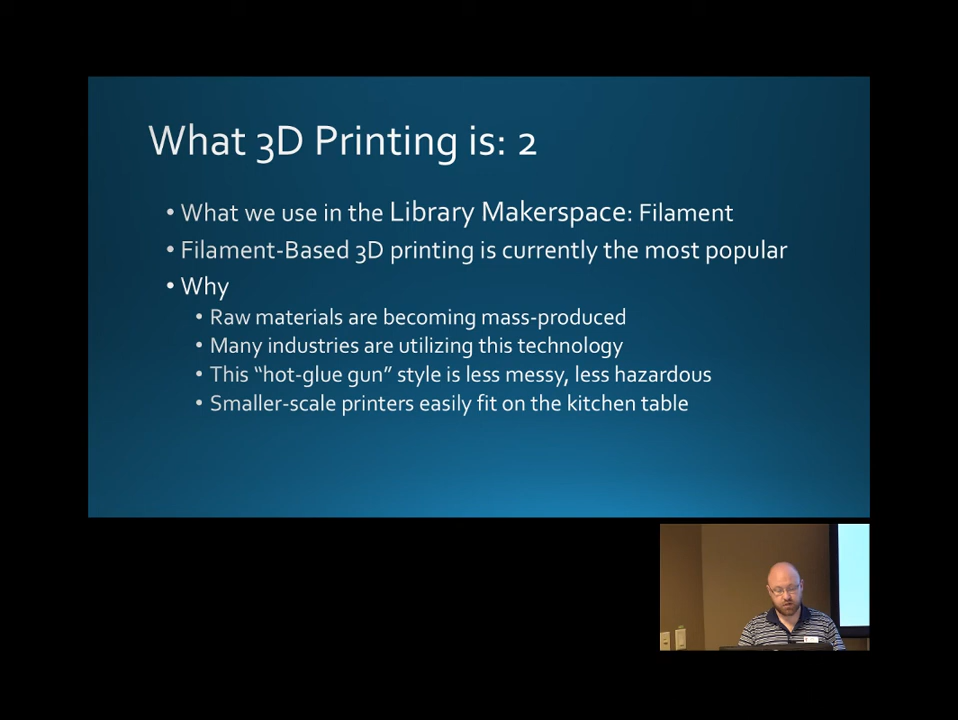 What 3D Printing is: 2
• What we use in the Library Makerspace: Filament
• Filament-Based 3D printing is currently the most popular
• Why
• Raw materials are becoming mass-produced
• Many industries are utilizing this technology
• This “hot-glue gun” style is less messy, less hazardous
• Smaller-scale printers easily fit on the kitchen table